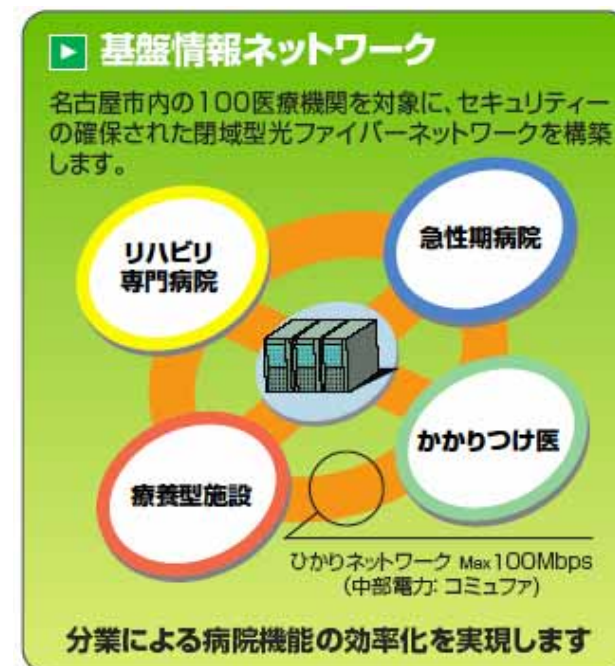 基盤情報ネットワーク
名古屋市内の100医療機関を対象に、セキュリティー
の確保された閉域型光ファイバーネットワークを構築
します。
リハビリ
専門病院
急性期病院
療養型施設
かかりつけ医
ひかりネットワーク Max100Mbps
(中部電力:コミュファ)
分業による病院機能の効率化を実現します